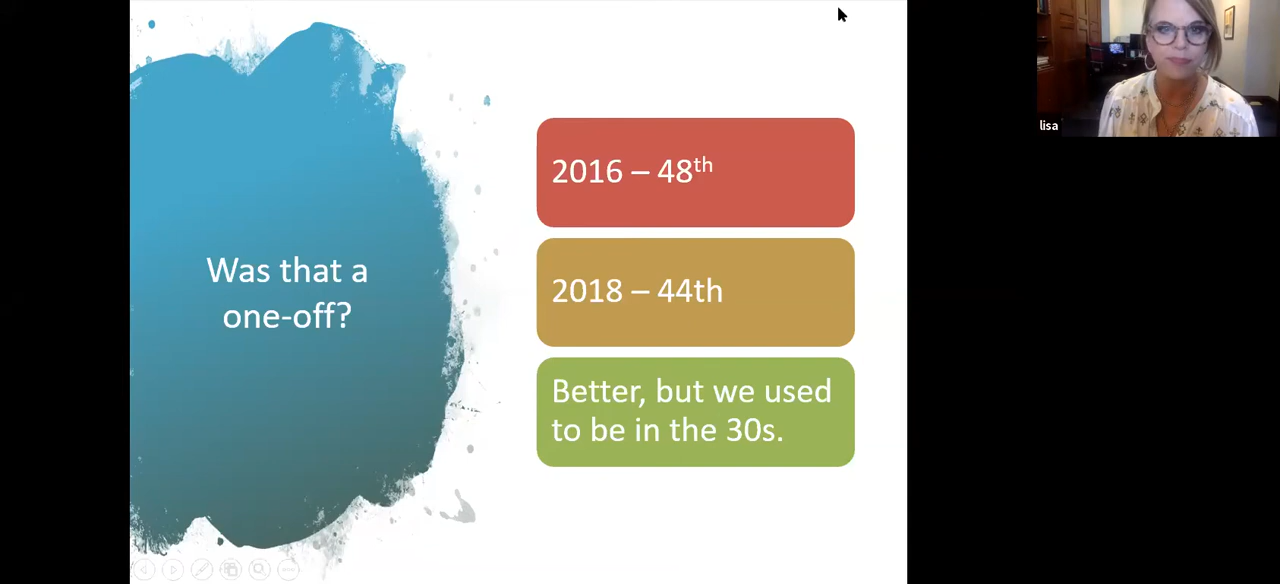 Was that a
one-off?
2016 – 48th
2018 – 44th
Better, but we used
to be in the 30s.
lisa